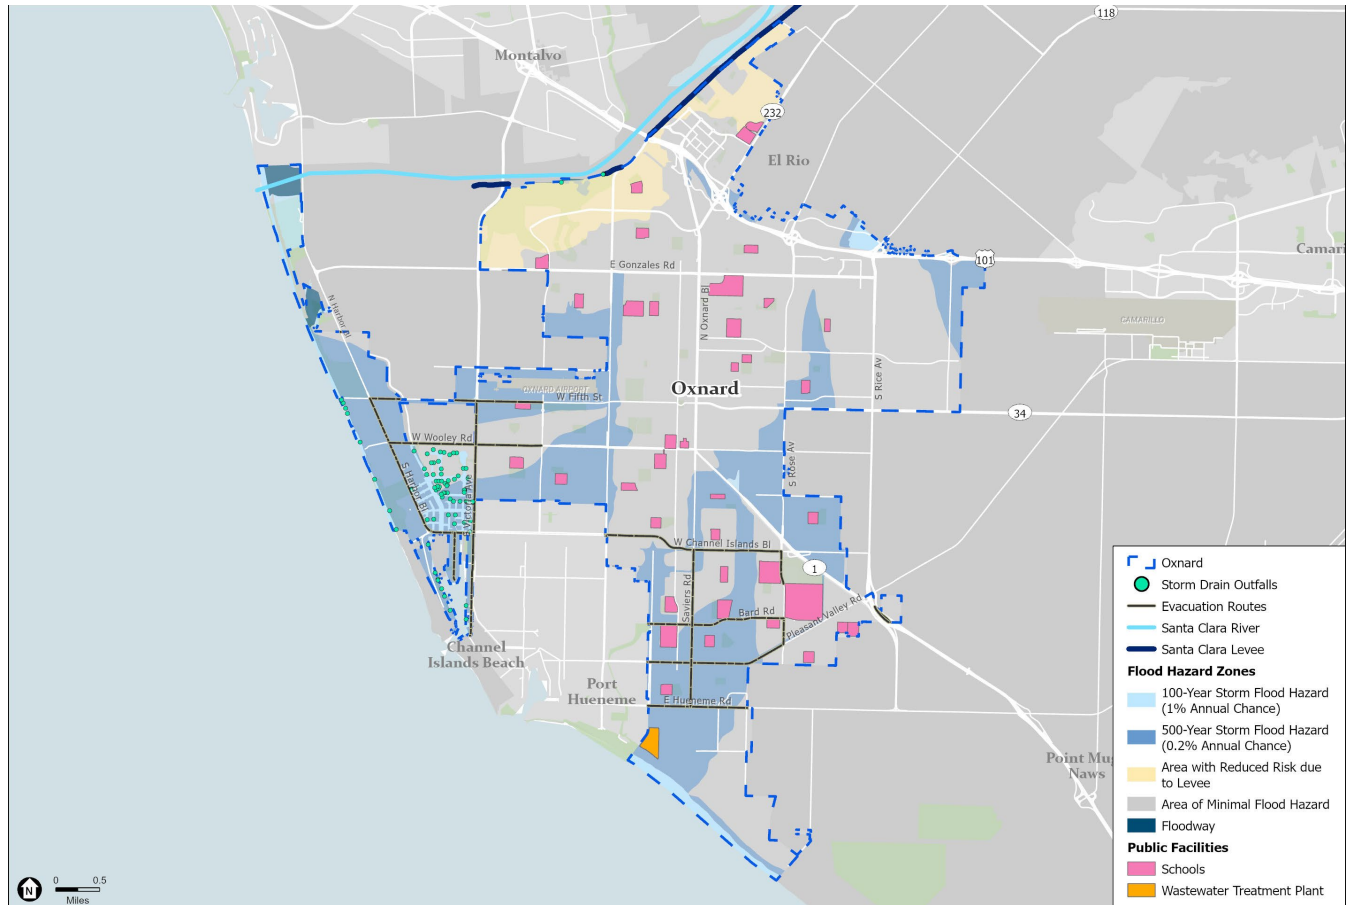 118
Montalvo
232
El Rio
Camari
101
E Gonzales Rd
N Harbor Bl
N Oxnard Bl
CAMARILLO
S Rice Av
OXNARD AIRPORT
Oxnard
W Fifth St
34
W Wooley Rd
S Rose Av
S Harbor Bl
S Victoria Ave
W Channel Islands Bl
1
Saviers Rd
Bard Rd
Pleasant Valley Rd
Channel
Islands Beach
Port
Hueneme
E Hueneme Rd
Point Mug
Naws
Oxnard
Storm Drain Outfalls
Evacuation Routes
Santa Clara River
Santa Clara Levee
Flood Hazard Zones
100-Year Storm Flood Hazard
(1% Annual Chance)
500-Year Storm Flood Hazard
(0.2% Annual Chance)
Area with Reduced Risk due
to Levee
Area of Minimal Flood Hazard
Floodway
Public Facilities
Schools
Wastewater Treatment Plant
N
0 0.5
Miles